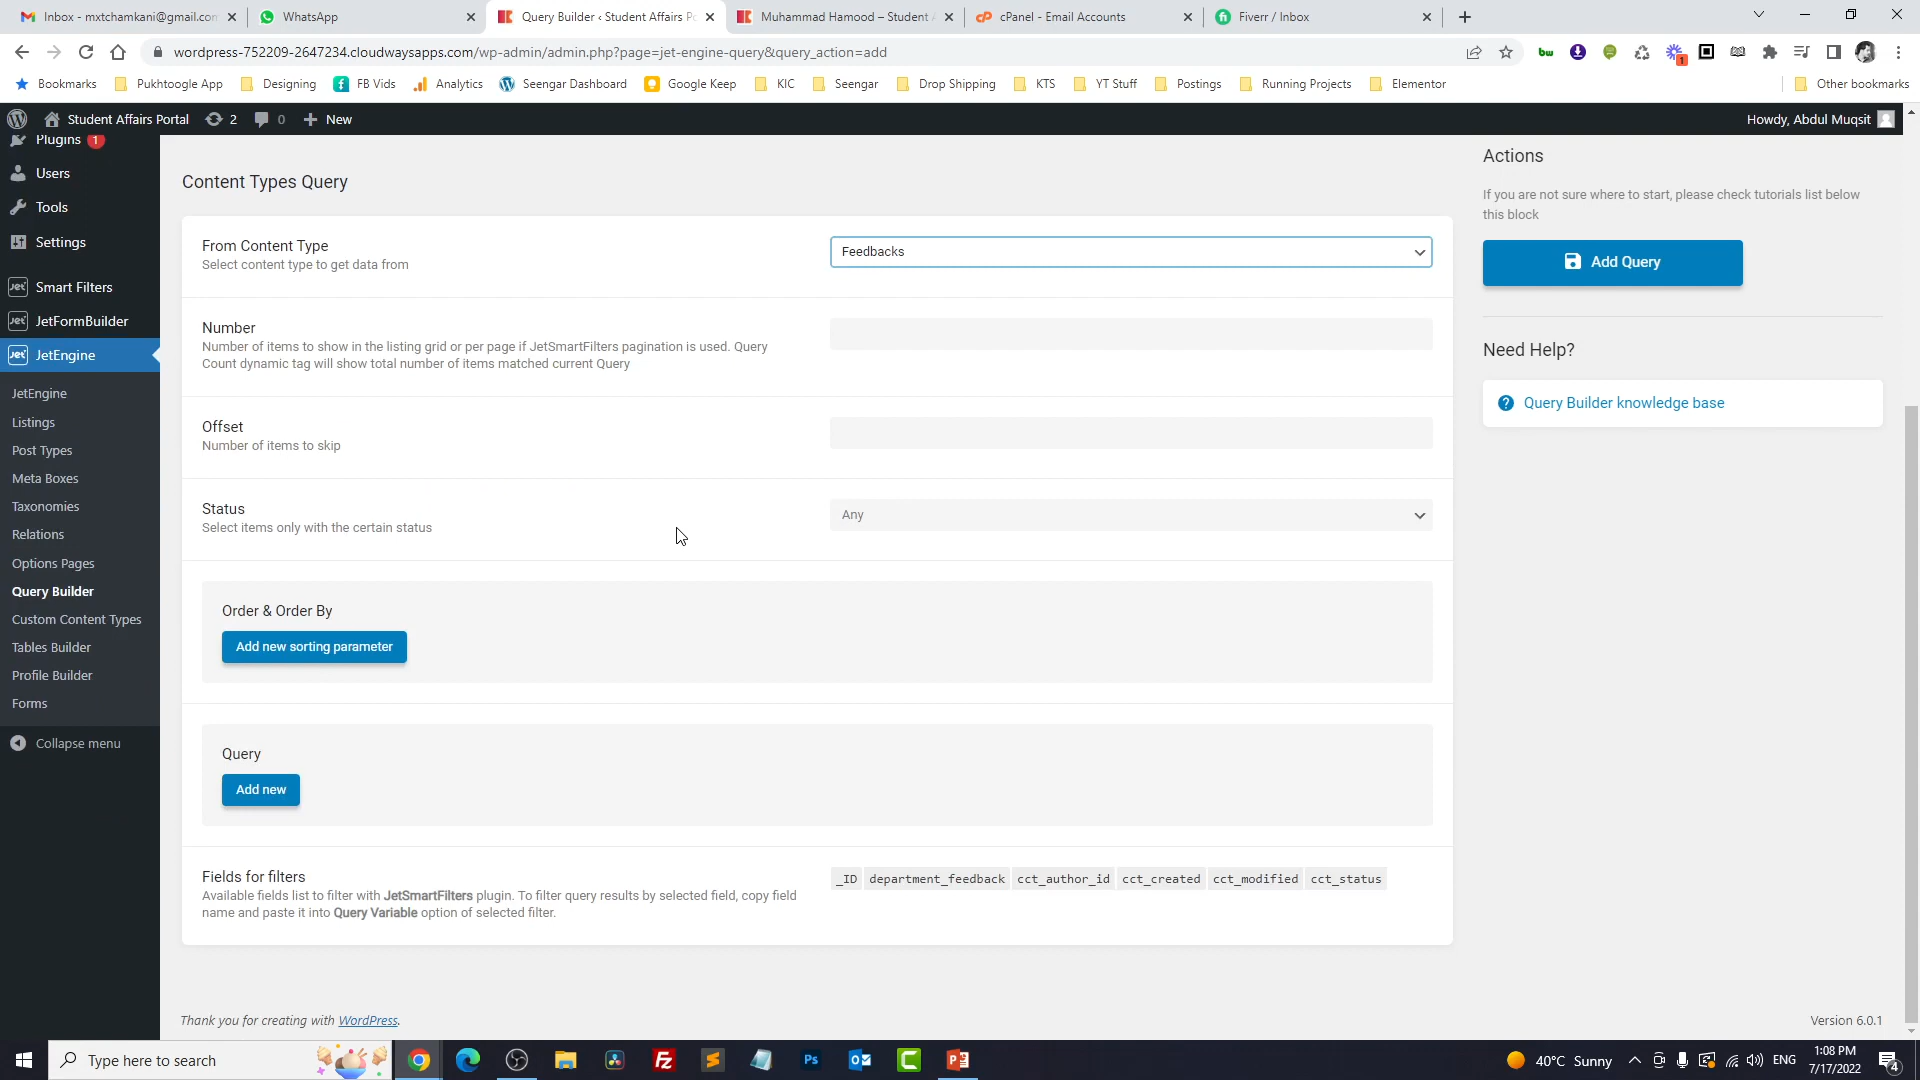 Inbox - mxtchamkani@gmail.con
WhatsApp
Query Builder ‹ Student Affairs Po
Muhammad Hamood – Student A
cPanel - Email Accounts
Fiverr / Inbox
wordpress-752209-2647234.cloudwaysapps.com/wp-admin/admin.php?page=jet-engine-query&query_action=add
bw
1
Bookmarks
Pukhtoogle App
Designing
FB Vids
Analytics
Seengar Dashboard
Google Keep
KIC
Seengar
Drop Shipping
KTS
YT Stuff
Postings
Running Projects
Elementor
Other bookmarks
Student Affairs Portal
2
0
New
Howdy, Abdul Muqsit
Plugins 1
Users
Tools
Settings
Smart Filters
JetFormBuilder
JetEngine
JetEngine
Listings
Post Types
Meta Boxes
Taxonomies
Relations
Options Pages
Query Builder
Custom Content Types
Tables Builder
Profile Builder
Forms
Collapse menu
Content Types Query
From Content Type
Select content type to get data from
Feedbacks
Number
Number of items to show in the listing grid or per page if JetSmartFilters pagination is used. Query
Count dynamic tag will show total number of items matched current Query
Offset
Number of items to skip
Status
Select items only with the certain status
Any
Order & Order By
Add new sorting parameter
Query
Add new
Fields for filters
Available fields list to filter with JetSmartFilters plugin. To filter query results by selected field, copy field
name and paste it into Query Variable option of selected filter.
_ID department_feedback cct_author_id cct_created cct_modified cct_status
Actions
If you are not sure where to start, please check tutorials list below
this block
Add Query
Need Help?
Query Builder knowledge base
Thank you for creating with WordPress.
Version 6.0.1
Type here to search
40°C Sunny
ENG
1:08 PM
7/17/2022
4